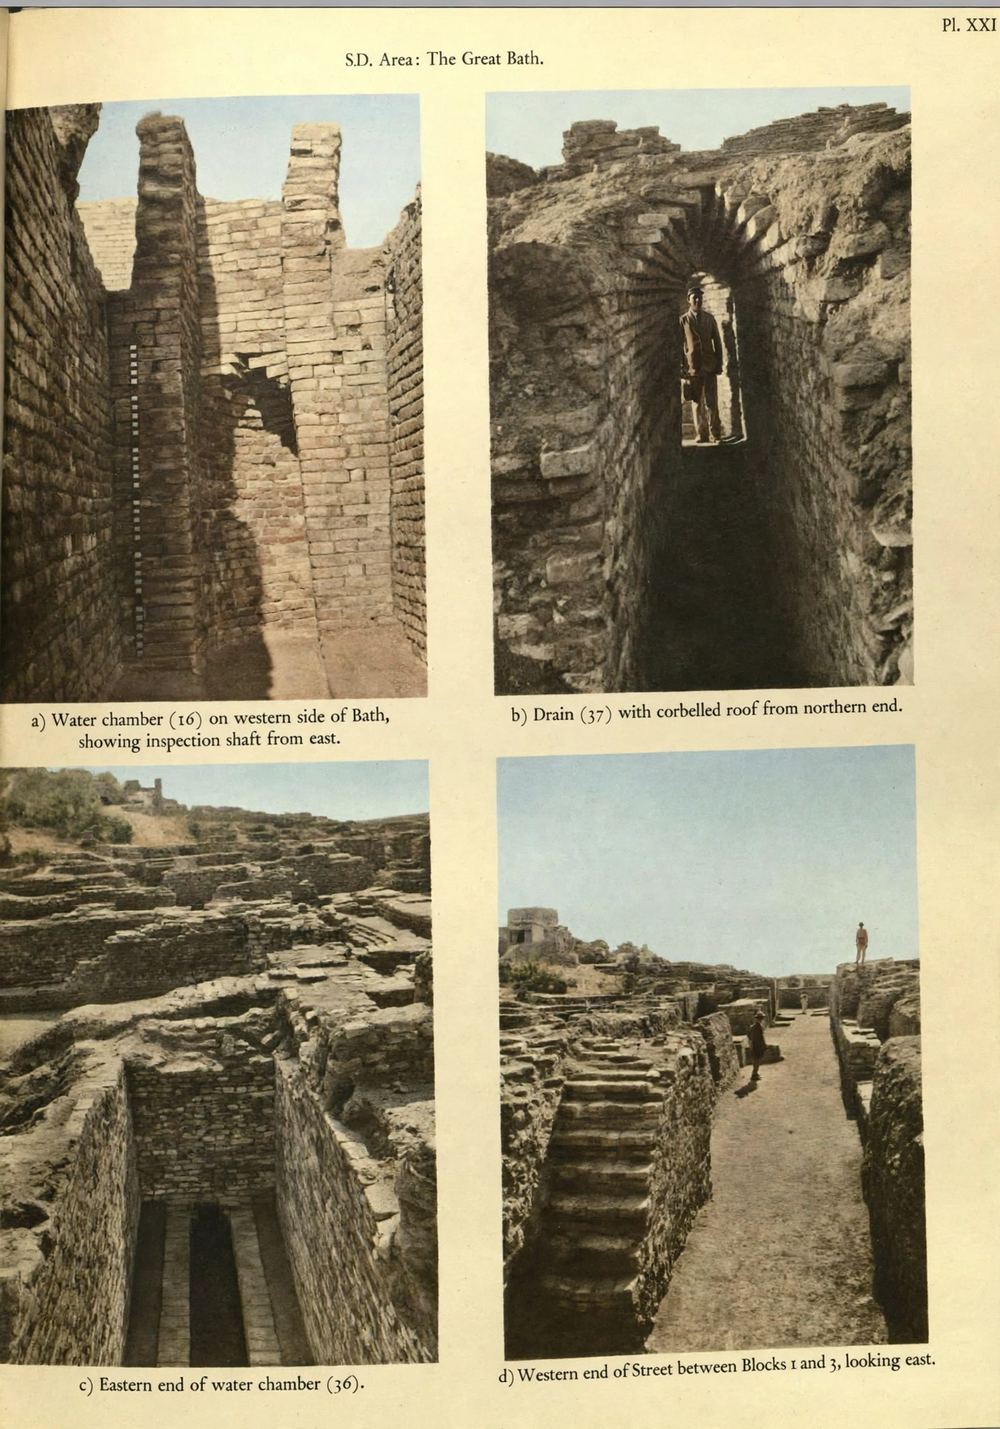 Pl. XXI
S.D. Area: The Great Bath.
a) Water chamber (16) on western side of Bath,
showing inspection shaft from east.
b) Drain (37) with corbelled roof from northern end.
c) Eastern end of water chamber (36).
d) Western end of Street between Blocks 1 and 3, looking east.